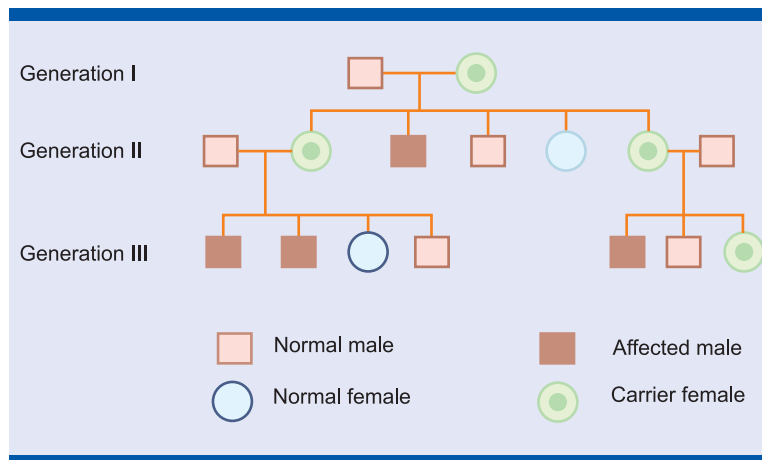 Generation I
Generation II
Generation III
Normal male
Affected male
Normal female
Carrier female